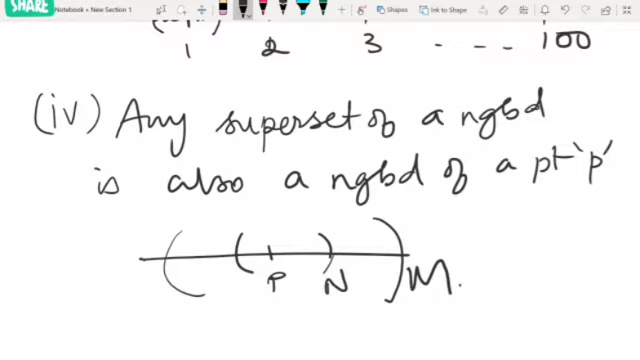 SHARE
Notebook « New Section 1
Shapes
Ink to Shape
1 2 3 - - - 100
(iv) Any superset of a ngbd
is also a ngbd of a pt 'p'
P N M.